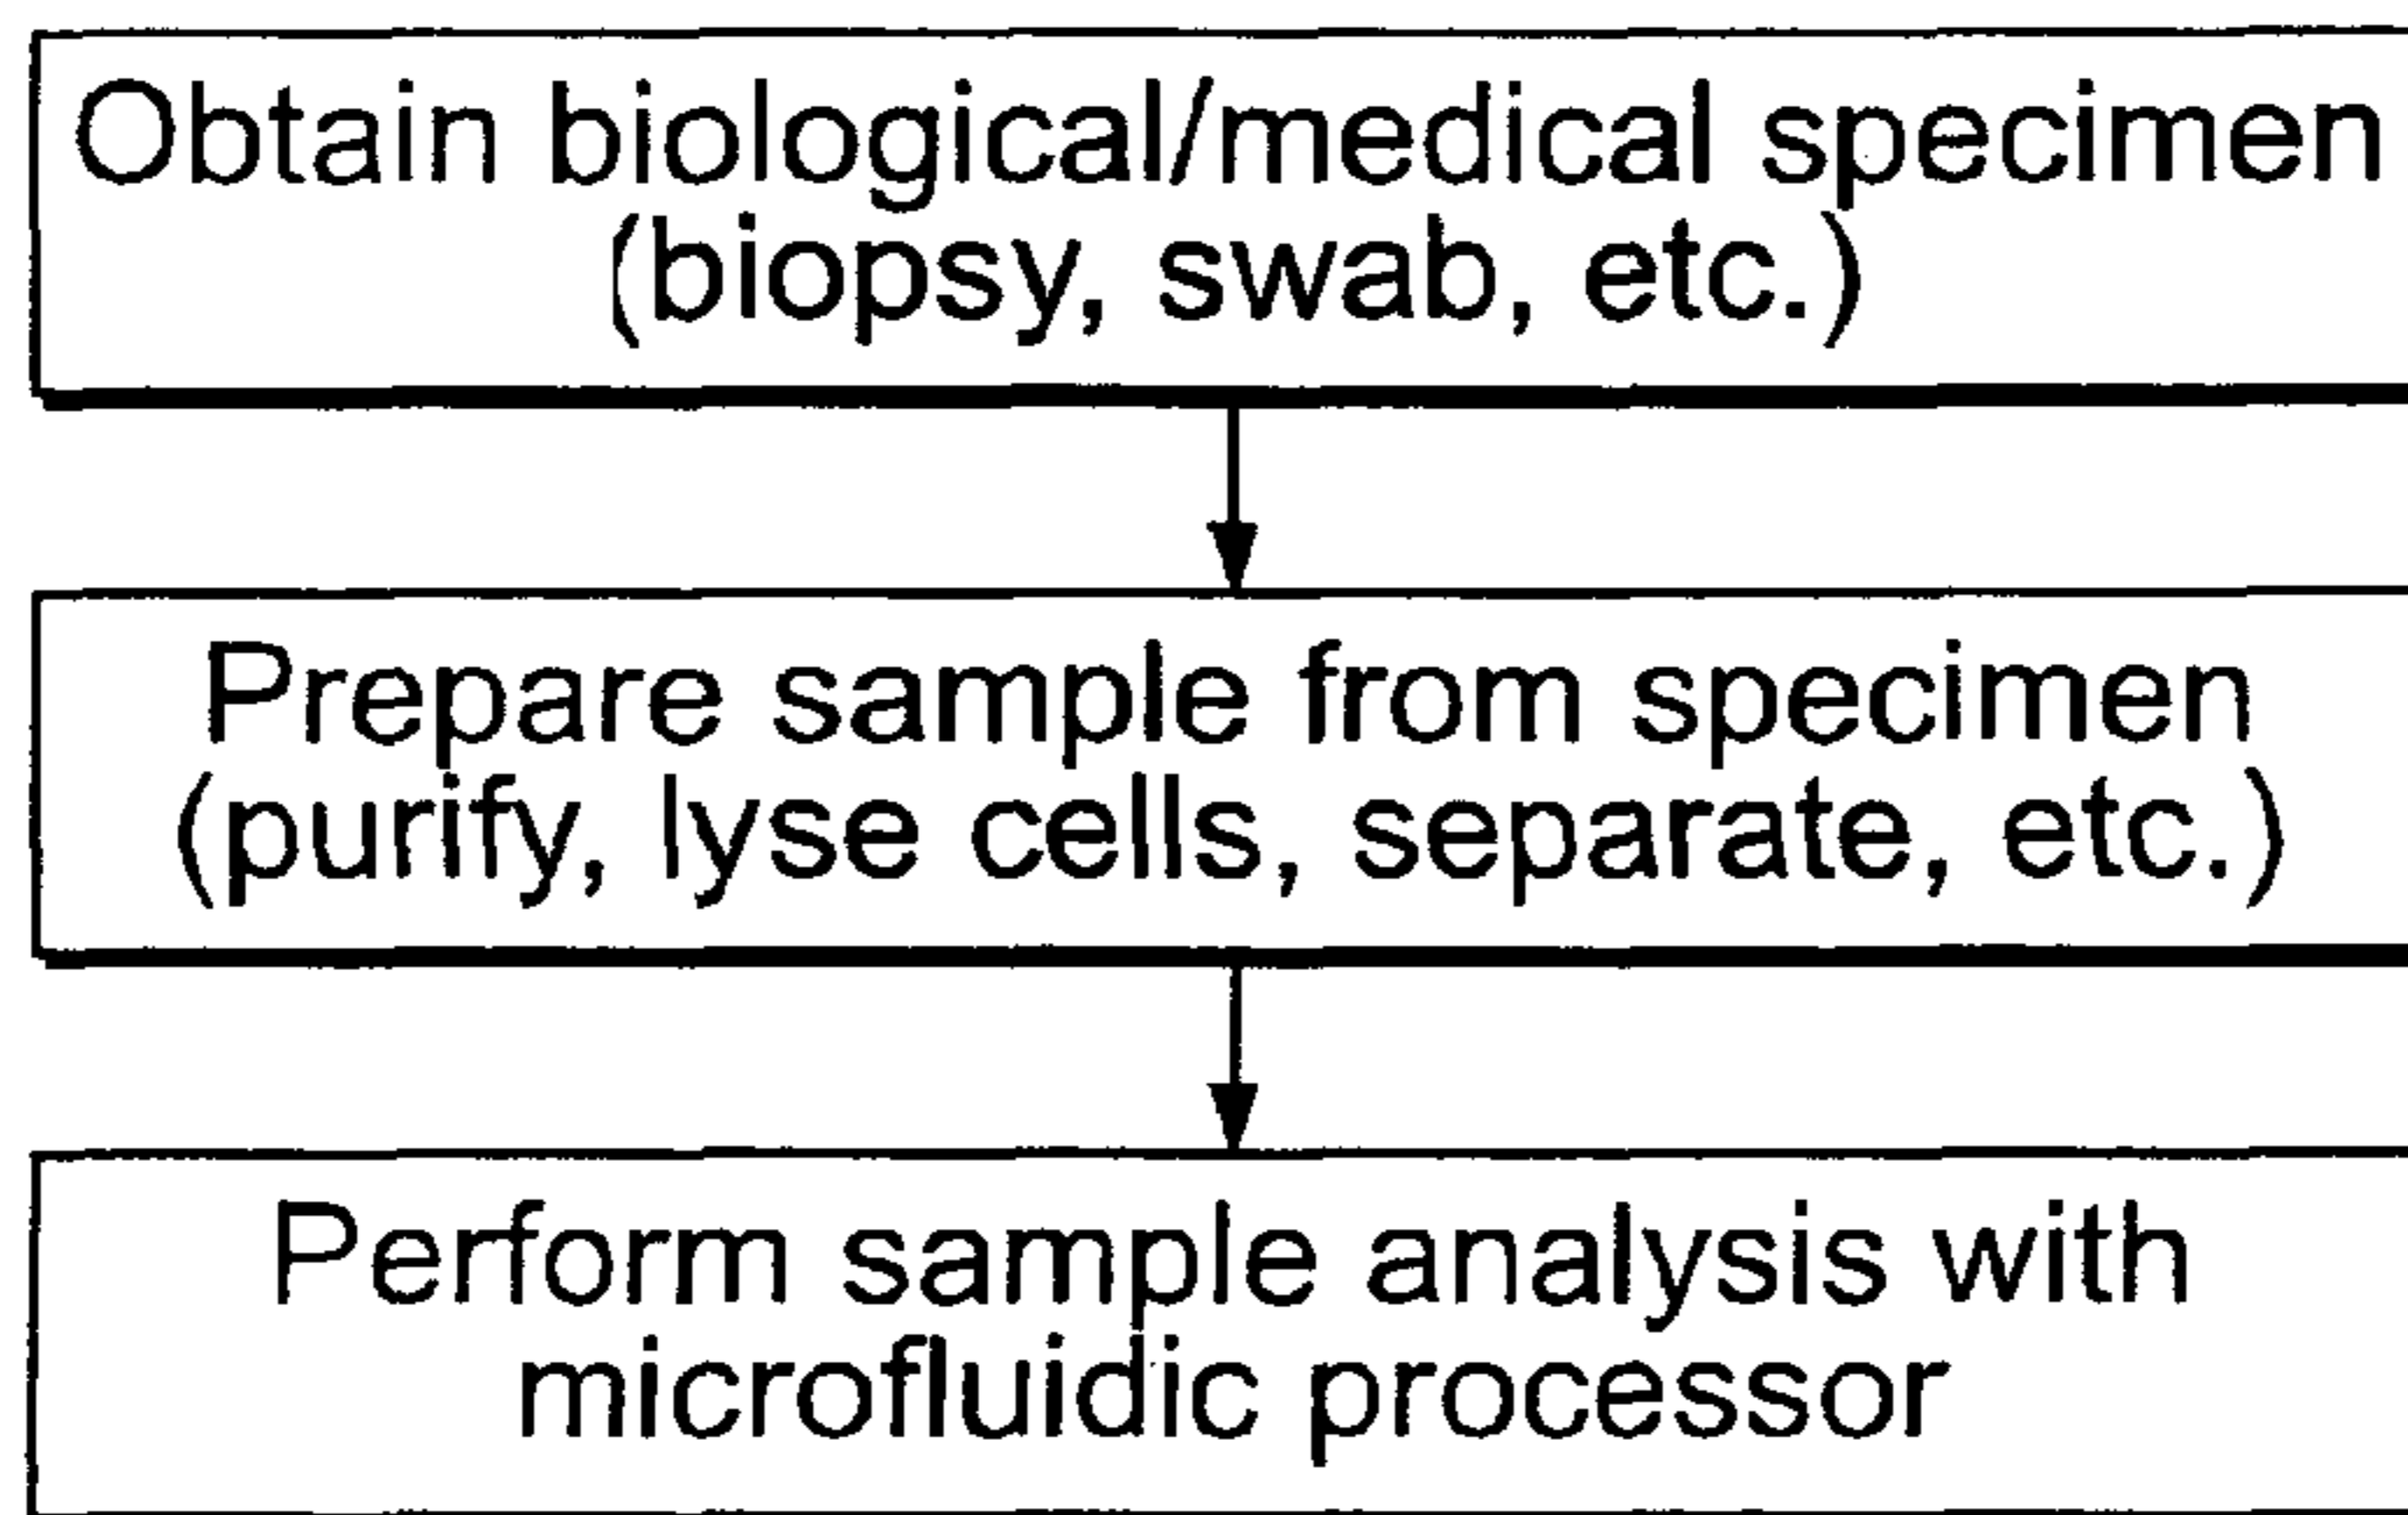 Obtain biological/medical specimen
(biopsy, swab, etc.)
Prepare sample from specimen
(purify, lyse cells, separate, etc.)
Perform sample analysis with
microfluidic processor